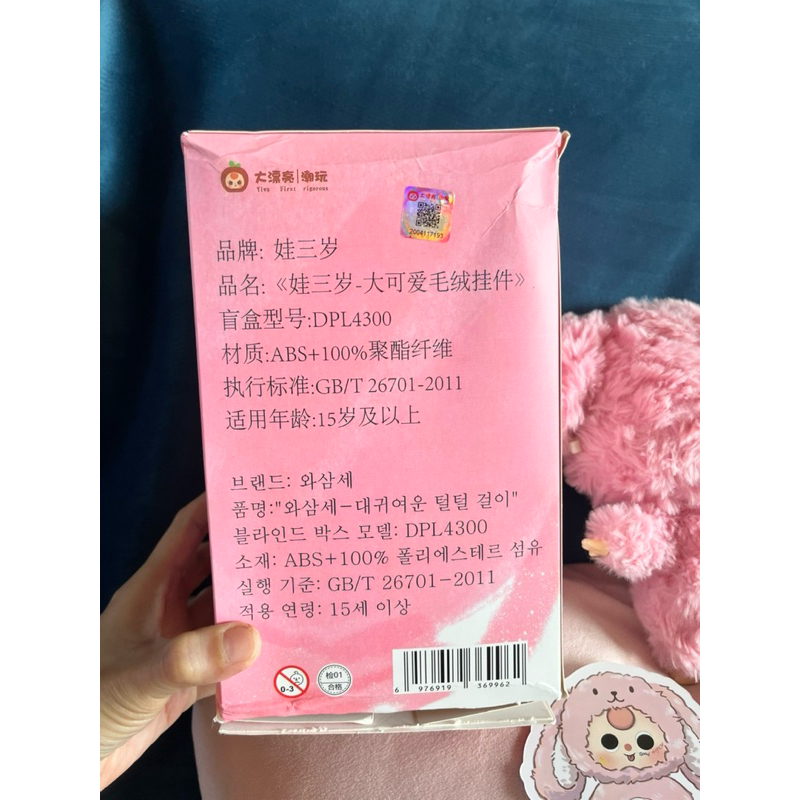 大漂亮|潮玩
Yiwu First rigorous
大漂亮
品牌: 娃三岁
品名:《娃三岁-大可爱毛绒挂件》
盲盒型号:DPL4300
材质:ABS+100%聚酯纤维
执行标准:GB/T 26701-2011
适用年龄:15岁及以上
브랜드: 와삼세
품명:"와삼세-대귀여운 털털 걸이"
블라인드 박스 모델: DPL4300
소재: ABS+100% 폴리에스테르 섬유
실행 기준: GB/T 26701-2011
적용 연령: 15세 이상
0-3
检01
合格
6 976919 369962